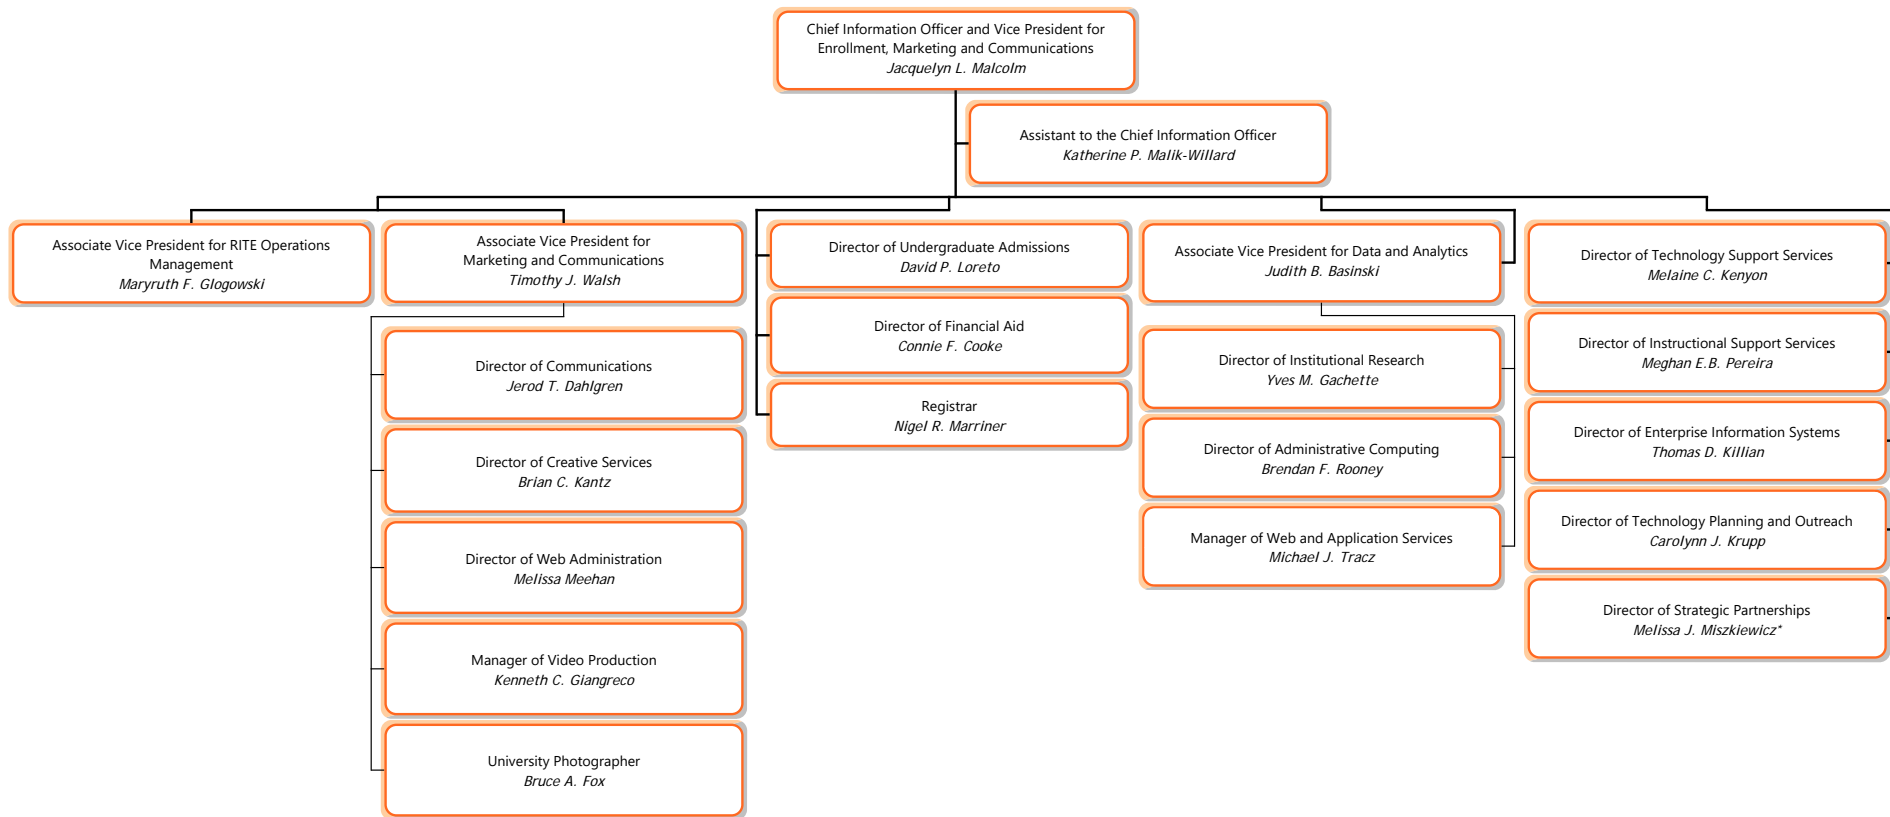 Chief Information Officer and Vice President for
Enrollment, Marketing and Communications
Jacquelyn L. Malcolm
Assistant to the Chief Information Officer
Katherine P. Malik-Willard
Associate Vice President for RITE Operations
Management
Maryruth F. Glogowski
Associate Vice President for
Marketing and Communications
Timothy J. Walsh
Director of Communications
Jerod T. Dahlgren
Director of Creative Services
Brian C. Kantz
Director of Web Administration
Melissa Meehan
Manager of Video Production
Kenneth C. Giangreco
University Photographer
Bruce A. Fox
Director of Undergraduate Admissions
David P. Loreto
Director of Financial Aid
Connie F. Cooke
Registrar
Nigel R. Marriner
Associate Vice President for Data and Analytics
Judith B. Basinski
Director of Institutional Research
Yves M. Gachette
Director of Administrative Computing
Brendan F. Rooney
Manager of Web and Application Services
Michael J. Tracz
Director of Technology Support Services
Melaine C. Kenyon
Director of Instructional Support Services
Meghan E.B. Pereira
Director of Enterprise Information Systems
Thomas D. Killian
Director of Technology Planning and Outreach
Carolynn J. Krupp
Director of Strategic Partnerships
Melissa J. Miszkiewicz*